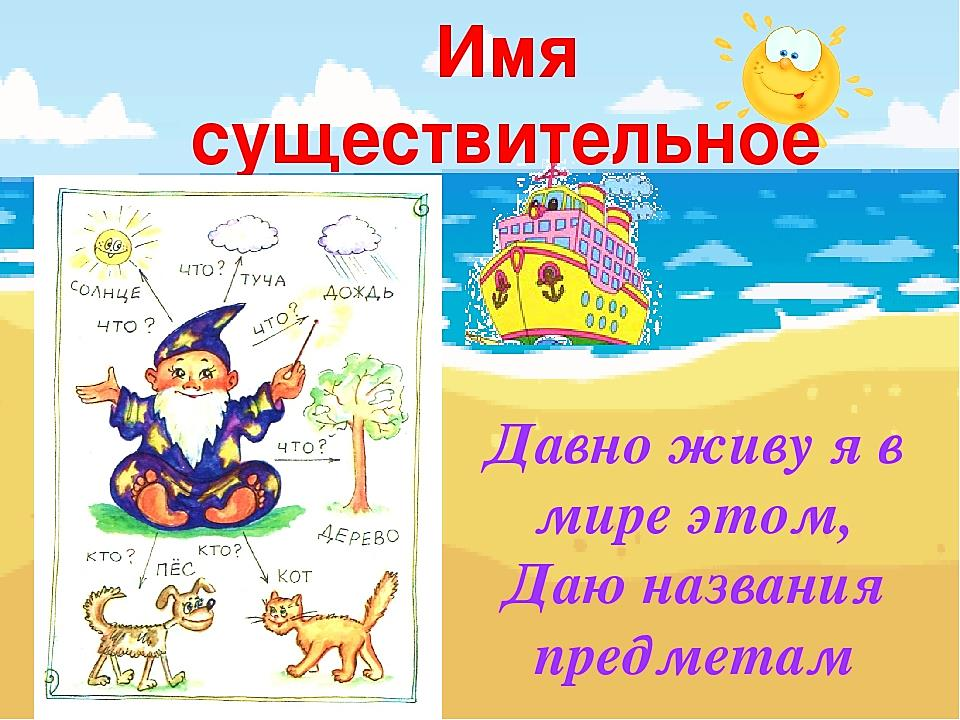 Имя
существительное
СОЛНЦЕ
ЧТО?
ЧТО?
ТУЧА
ЧТО?
ДОЖДЬ
ЧТО?
ДЕРЕВО
КТО?
ПЁС
КТО?
КОТ
Давно живу я в
мире этом,
Даю названия
предметам